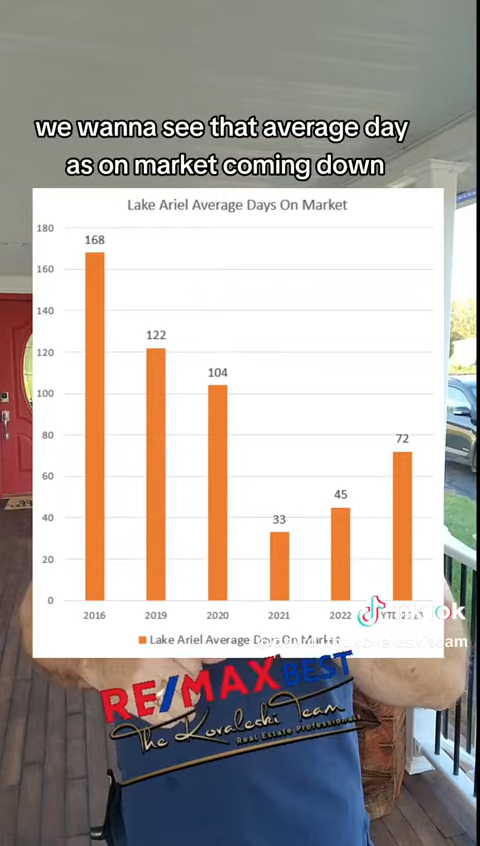 we wanna see that average day
as on market coming down
Lake Ariel Average Days On Market
180
160
140
120
100
80
60
40
20
0
168
122
104
33
45
72
2016
2019
2020
2021
2022
YTD
TikTok
Lake Ariel Average Days On Market
RE/MAX BEST
The Kovaleski Team
Real Estate Professionals